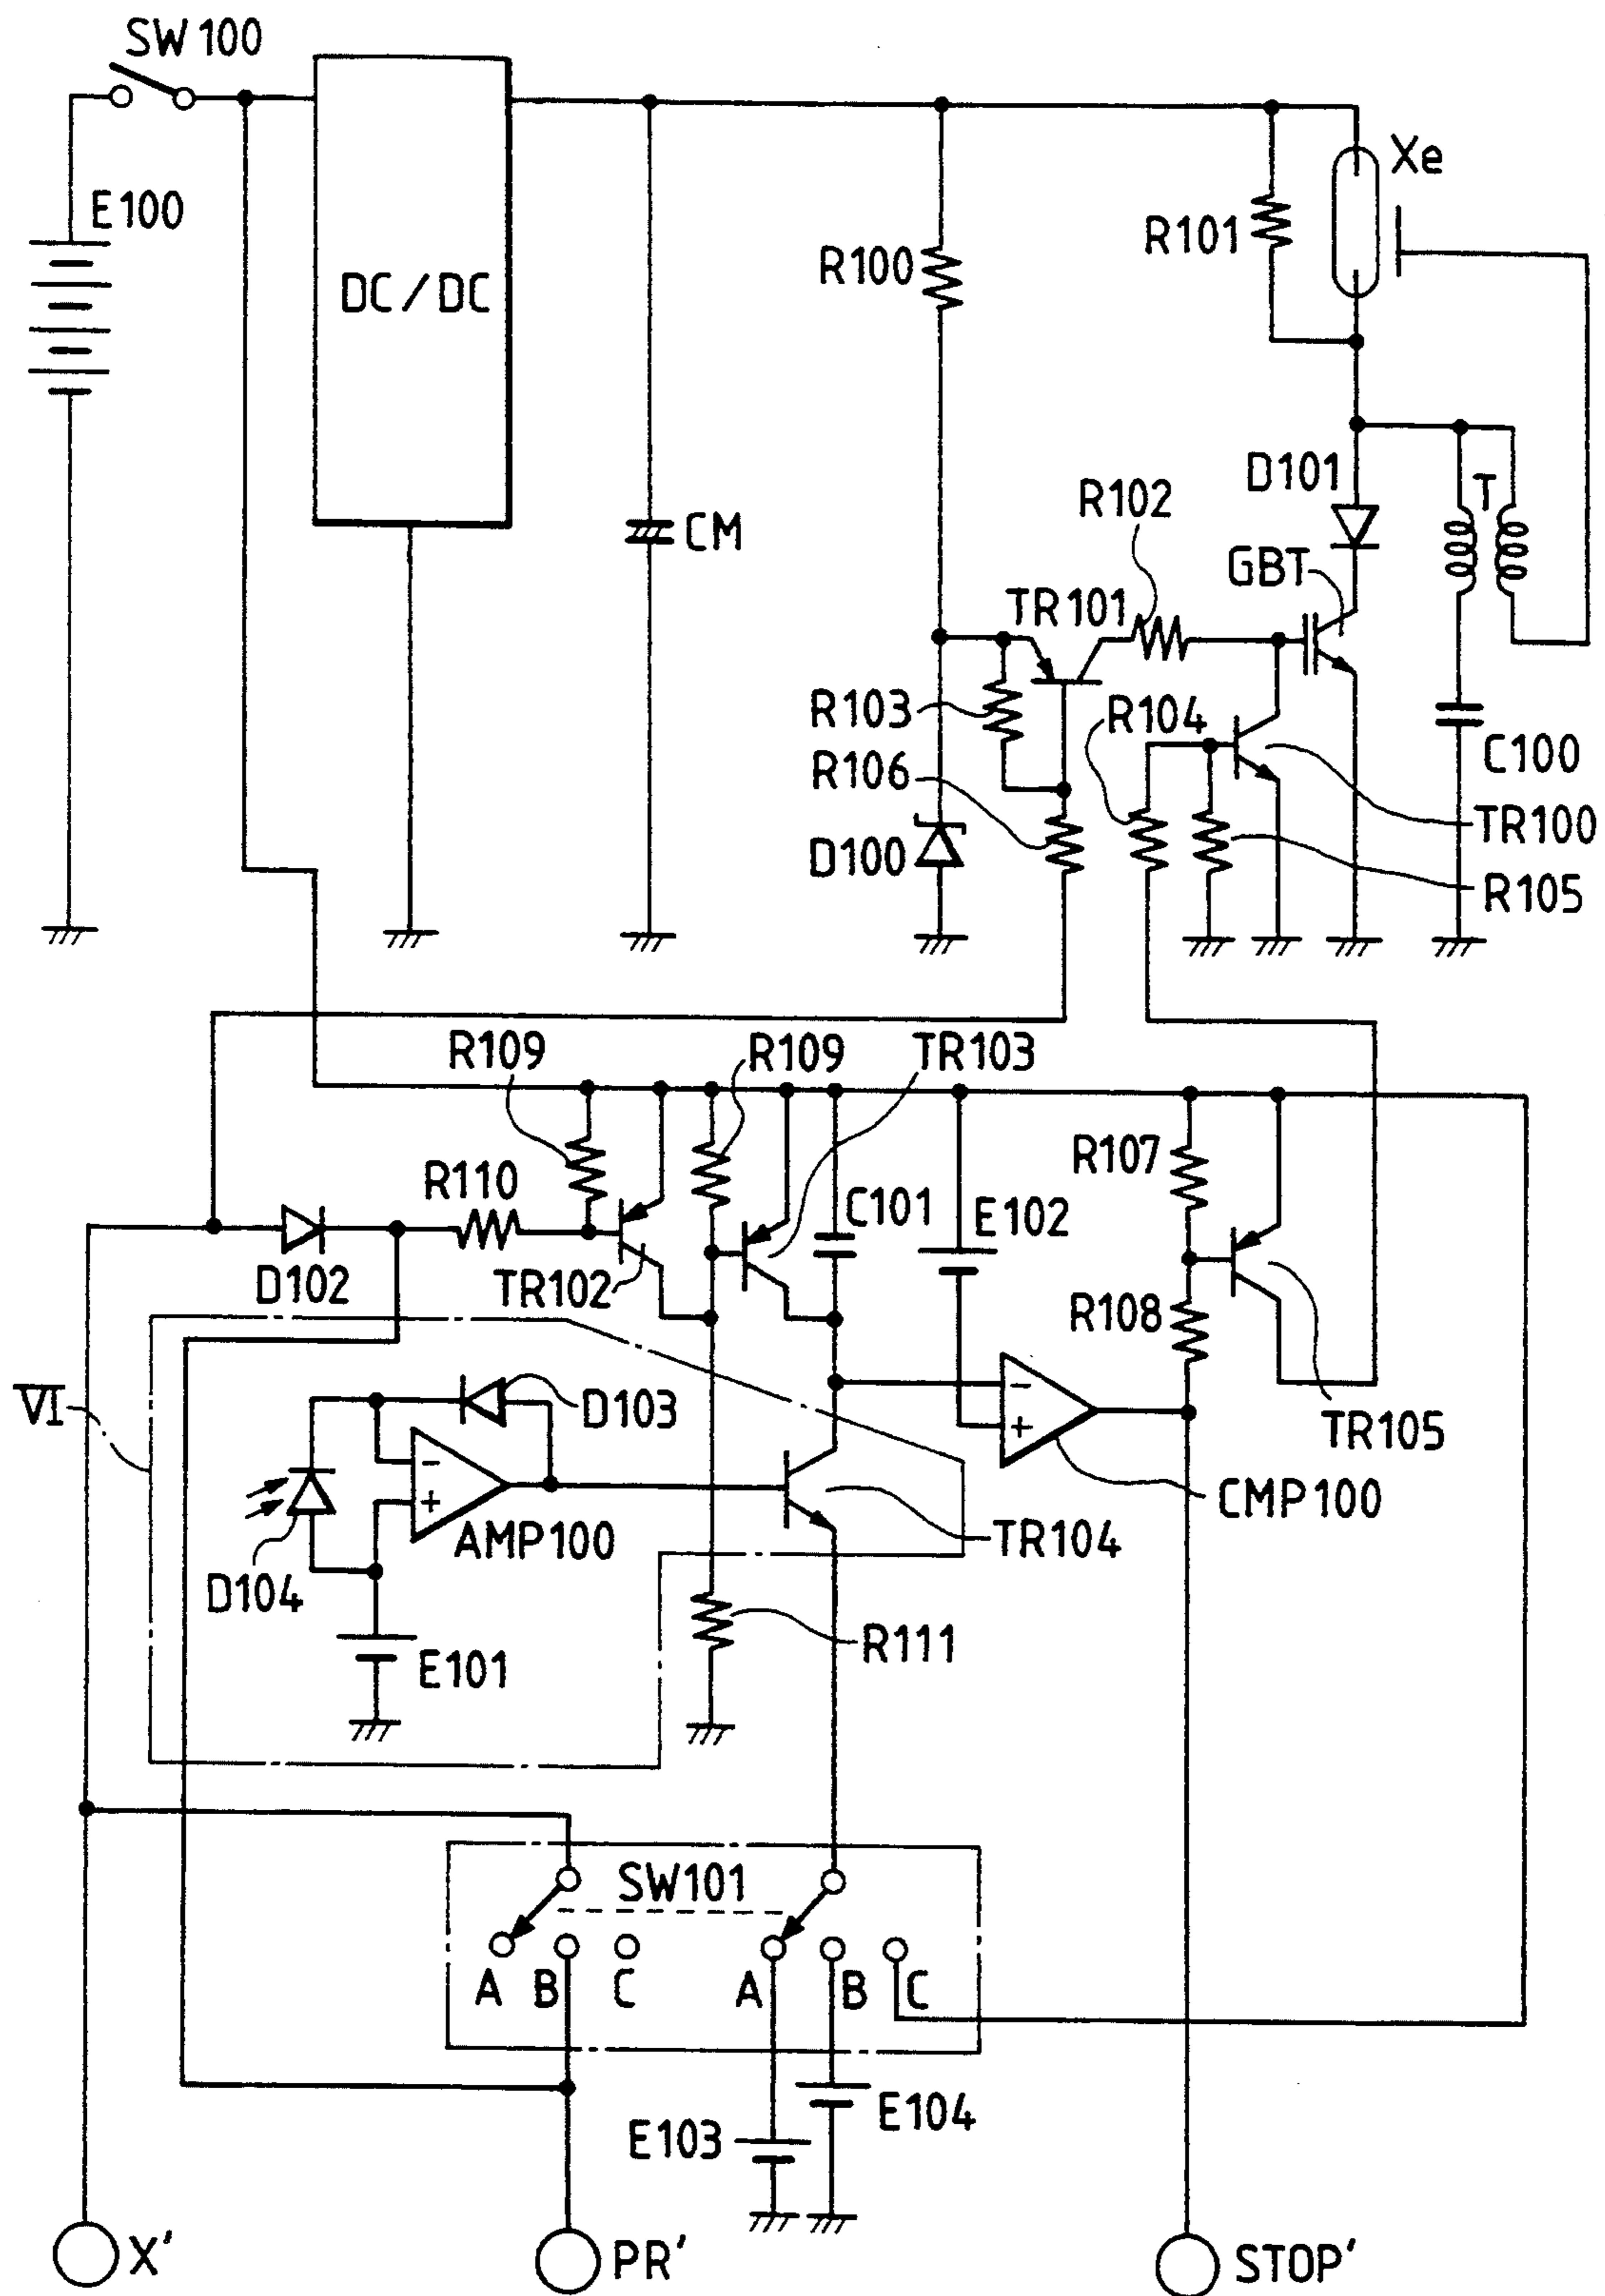 SW100
E100
DC/DC
Xe
R101
R100
CM
D101
T
R102
GBT
TR101
R103
R104
R106
C100
D100
TR100
R105
R109
R109
TR103
R107
R110
C101
E102
D102
TR102
R108
VI
D103
TR105
CMP100
AMP100
TR104
D104
R111
E101
SW101
A B C A B C
E103
E104
X'
PR'
STOP'